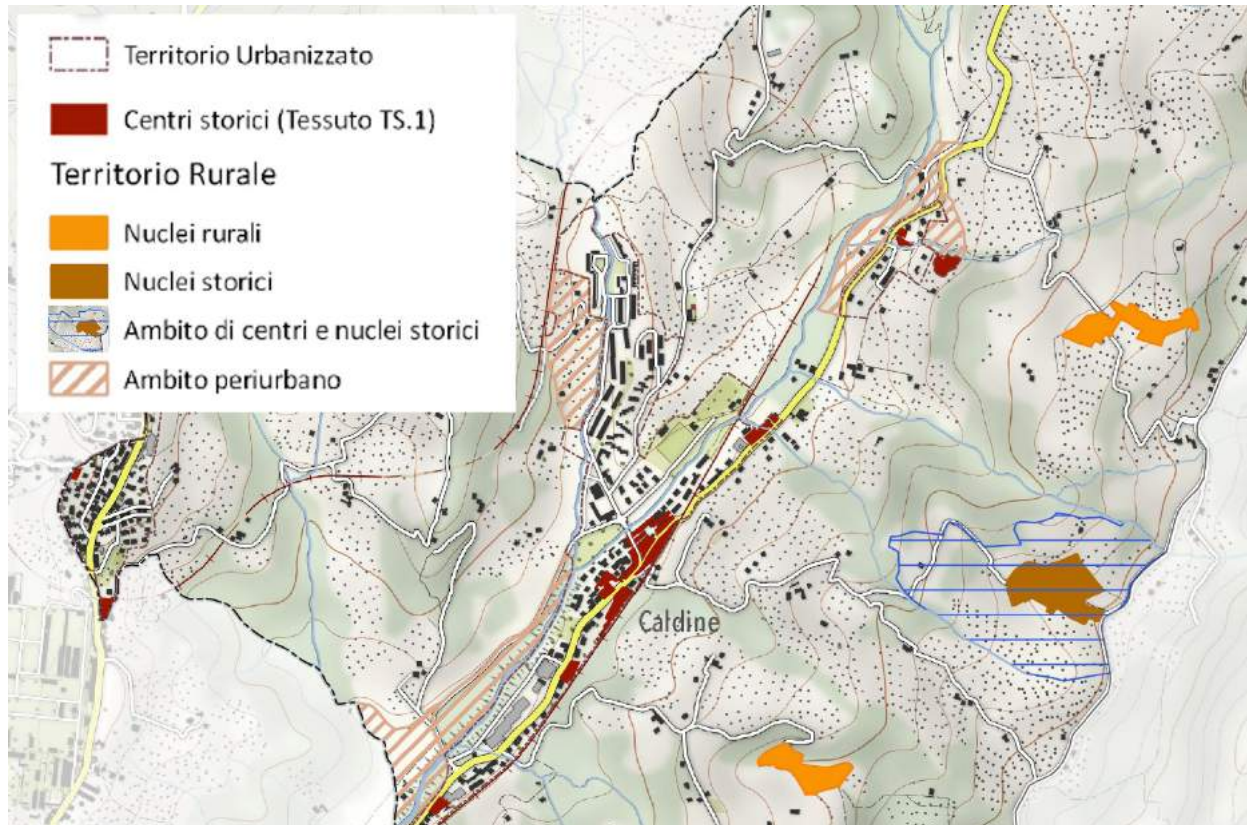 Territorio Urbanizzato
Centri storici (Tessuto TS.1)
Territorio Rurale
Nuclei rurali
Nuclei storici
Ambito di centri e nuclei storici
Ambito periurbano
Caldine